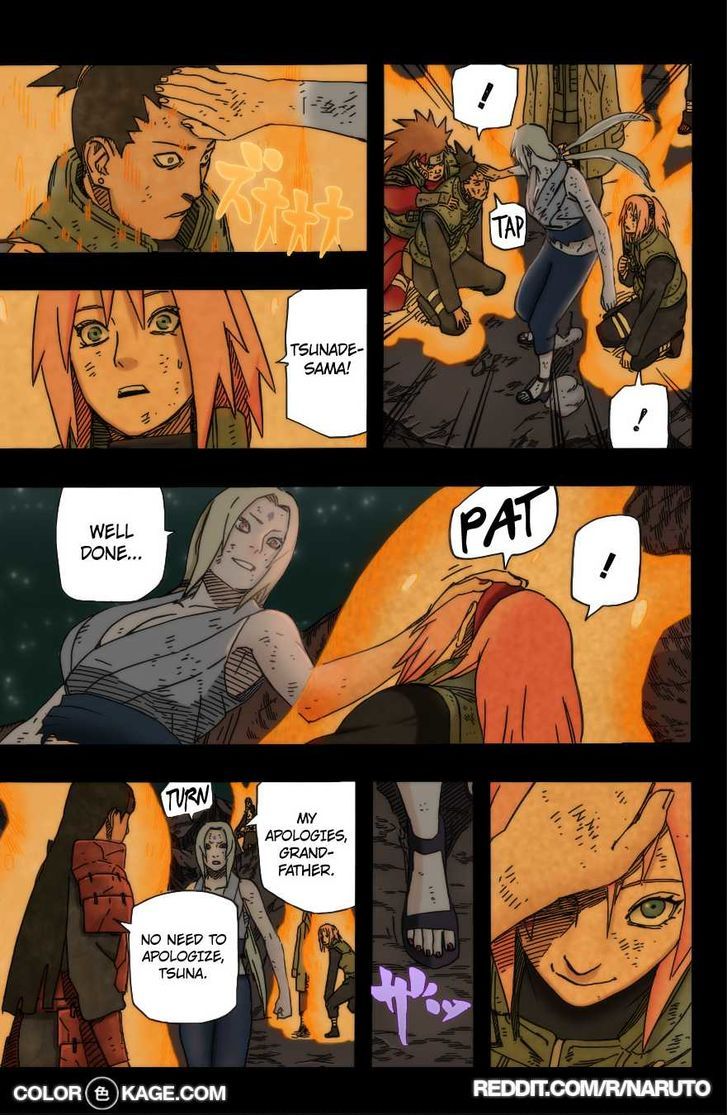 !
TAP
!
ズオオオオ
TSUNADE-
SAMA!
PAT
!
WELL
DONE...
ザッ
TURN
MY
APOLOGIES,
GRAND-
FATHER.
NO NEED TO
APOLOGIZE,
TSUNA.
COLOR 色 KAGE.COM
REDDIT.COM/R/NARUTO